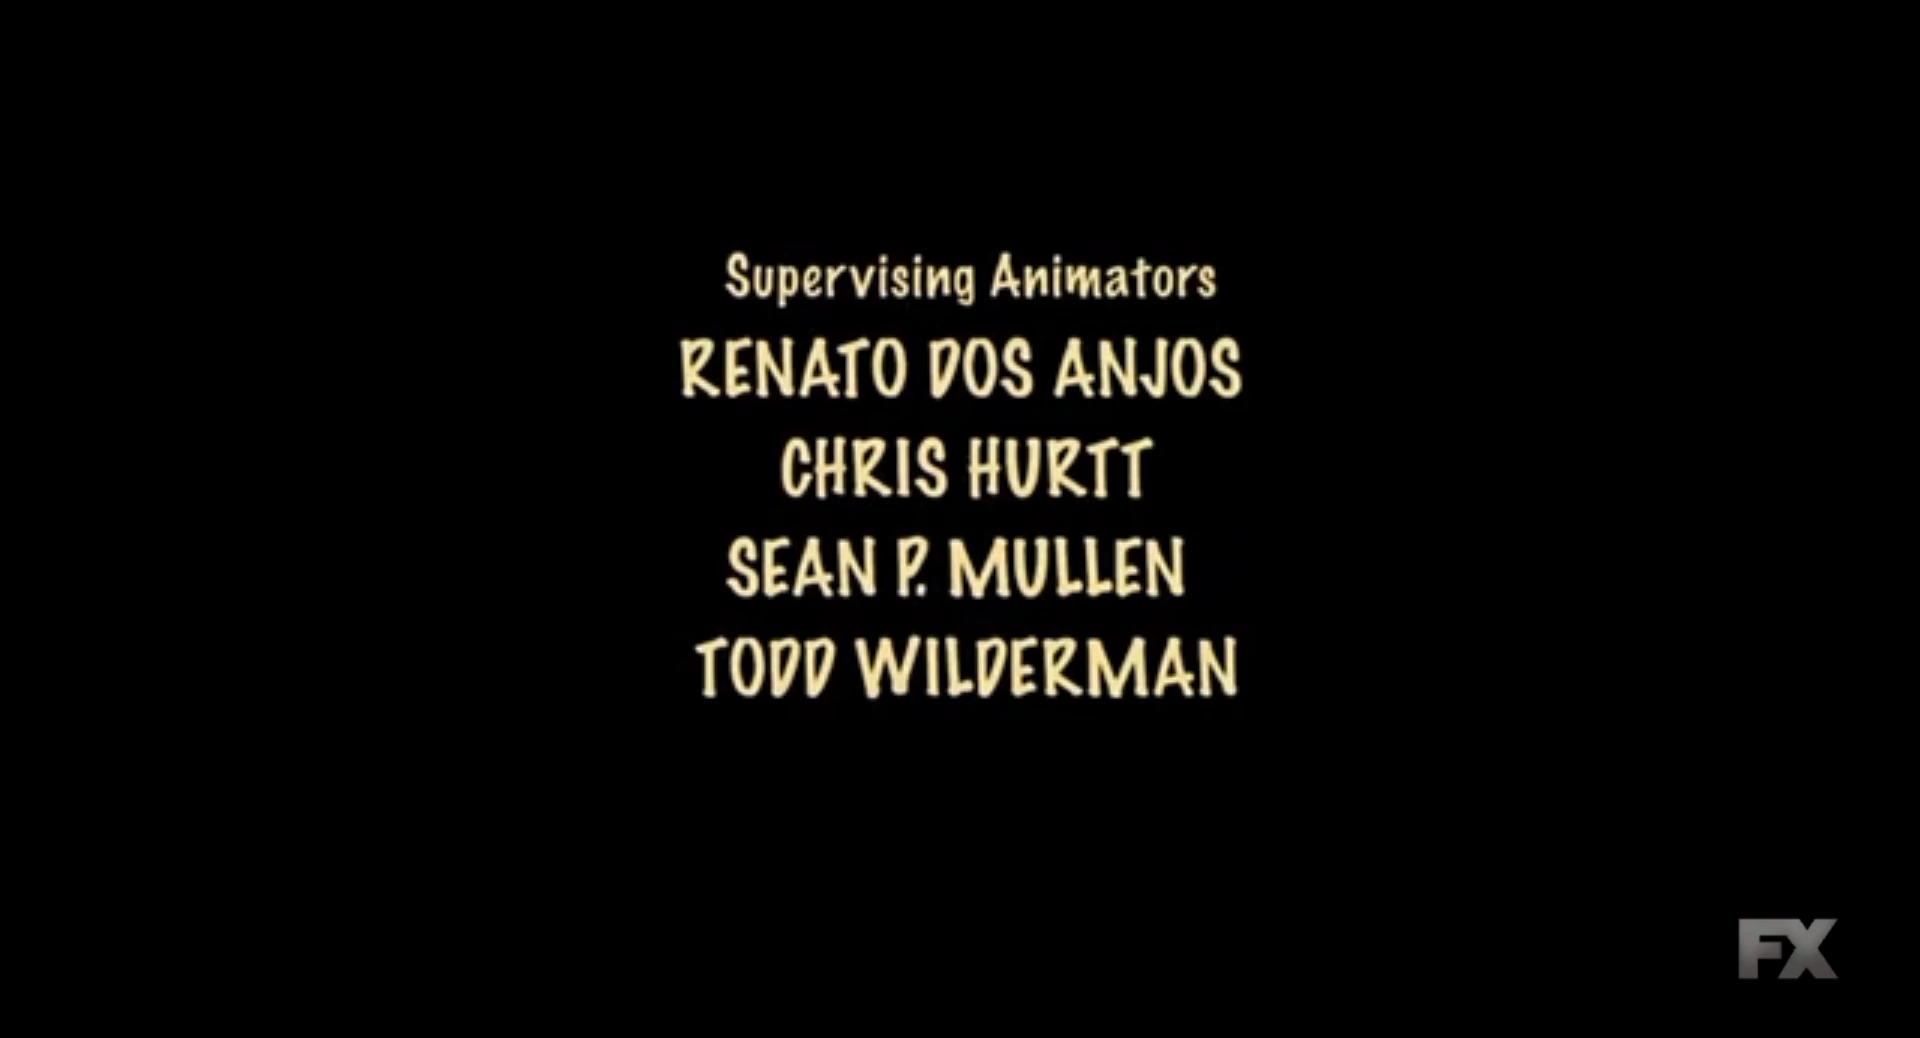 Supervising Animators
RENATO DOS ANJOS
CHRIS HURTT
SEAN P. MULLEN
TODD WILDERMAN
FX